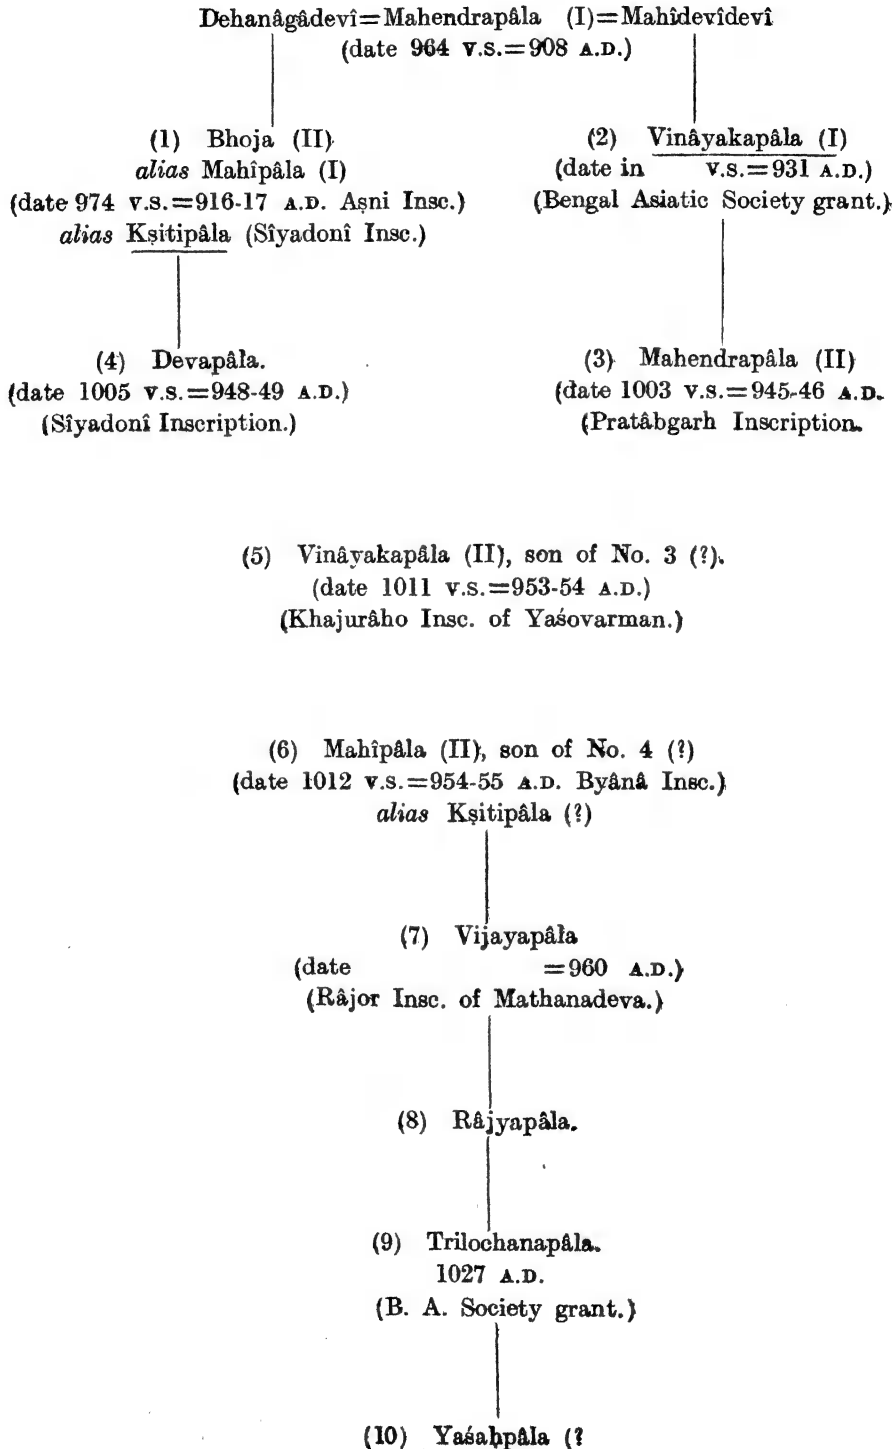 Dehanâgâdevî=Mahendrapâla (I)=Mahîdevîdevî
(date 964 V.S.=908 A.D.)
(1) Bhoja (II)
alias Mahîpâla (I)
(date 974 V.S.=916-17 A.D. Aṣni Insc.)
alias Kṣitipâla (Sîyadonî Insc.)
(2) Vinâyakapâla (I)
(date in V.S.=931 A.D.)
(Bengal Asiatic Society grant.)
(4) Devapâla.
(date 1005 V.S.=948-49 A.D.)
(Sîyadonî Inscription.)
(3) Mahendrapâla (II)
(date 1003 V.S.=945-46 A.D.
(Pratâbgarh Inscription.
(5) Vinâyakapâla (II), son of No. 3 (?).
(date 1011 V.S.=953-54 A.D.)
(Khajurâho Insc. of Yaśovarman.)
(6) Mahîpâla (II), son of No. 4 (?)
(date 1012 V.S.=954-55 A.D. Byânâ Insc.)
alias Kṣitipâla (?)
(7) Vijayapâla
(date =960 A.D.)
(Râjor Insc. of Mathanadeva.)
(8) Râjyapâla.
(9) Trilochanapâla.
1027 A.D.
(B. A. Society grant.)
(10) Yaśaḥpâla (?